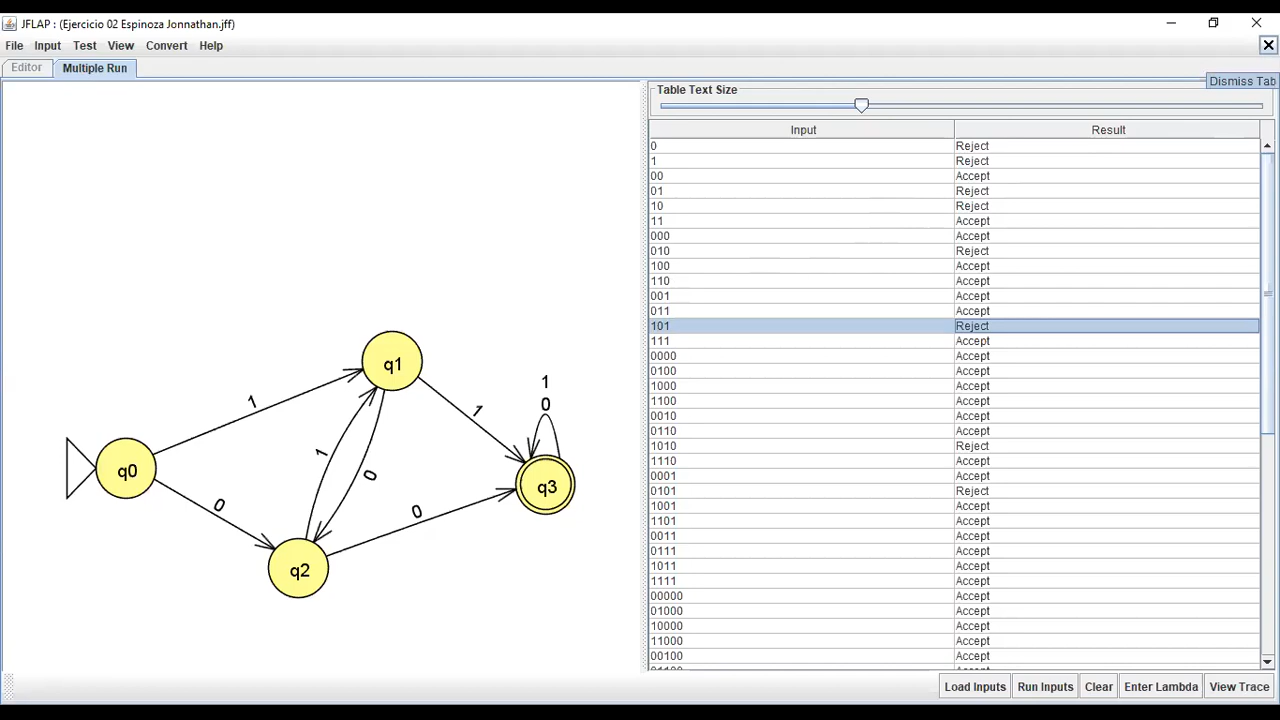 JFLAP : (Ejercicio 02 Espinoza Jonnathan.jff)
File Input Test View Convert Help
Editor Multiple Run
Dismiss Tab
Table Text Size
Input Result
0 Reject
1 Reject
00 Accept
01 Reject
10 Reject
11 Accept
000 Accept
010 Reject
100 Accept
110 Accept
001 Accept
011 Accept
101 Reject
111 Accept
0000 Accept
0100 Accept
1000 Accept
1100 Accept
0010 Accept
0110 Accept
1010 Reject
1110 Accept
0001 Accept
0101 Reject
1001 Accept
1101 Accept
0011 Accept
0111 Accept
1011 Accept
1111 Accept
00000 Accept
01000 Accept
10000 Accept
11000 Accept
00100 Accept
q1
1
0
1
1
1
0
q0
q3
0
0
q2
Load Inputs Run Inputs Clear Enter Lambda View Trace